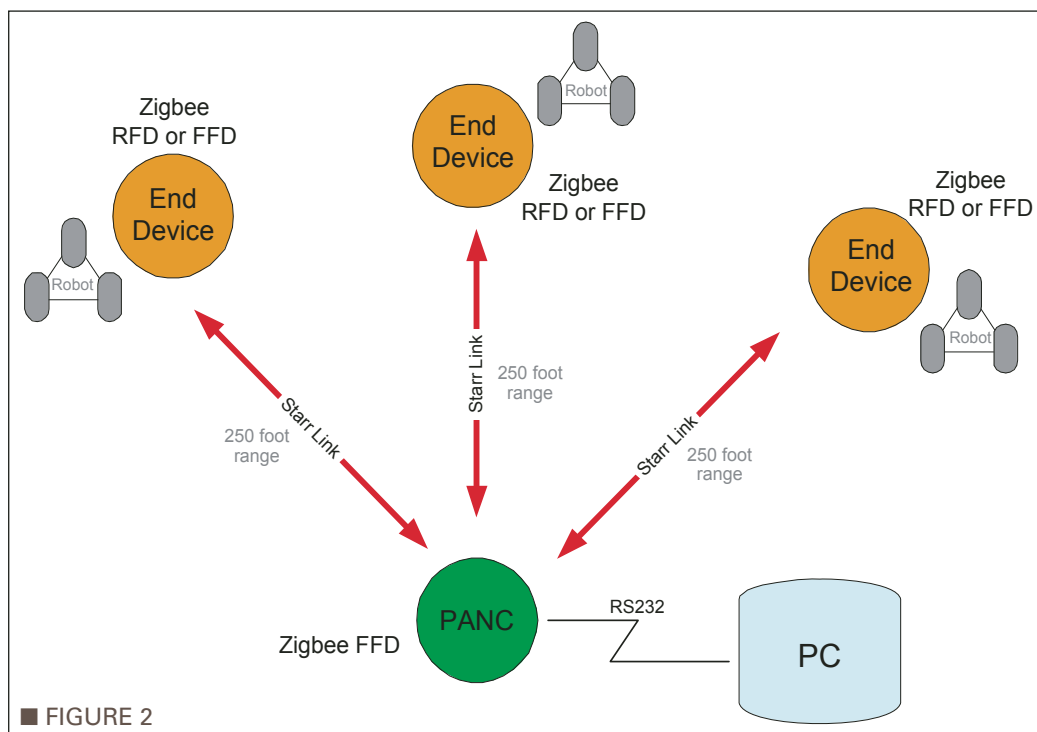 Zigbee
RFD or FFD
End
Device
Robot
End
Device
Robot
Zigbee
RFD or FFD
Zigbee
RFD or FFD
End
Device
Robot
Starr Link
250 foot
range
Starr Link
250 foot
range
Starr Link
250 foot
range
PANC
Zigbee FFD
RS232
PC
■ FIGURE 2